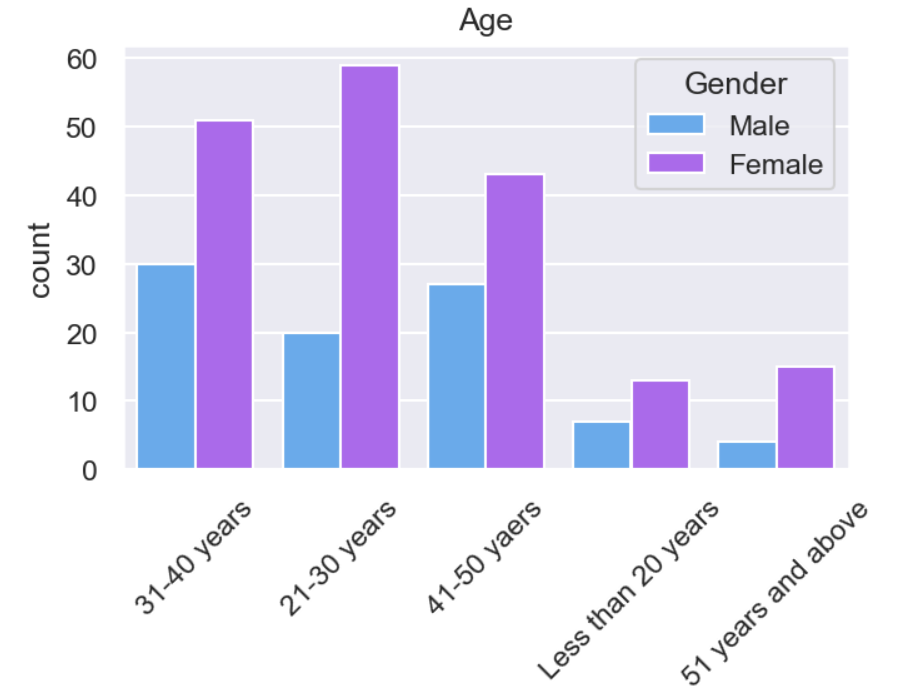 Age
60
50
40
30
20
10
0
count
Gender
Male
Female
31-40 years
21-30 years
41-50 yaers
Less than 20 years
51 years and above